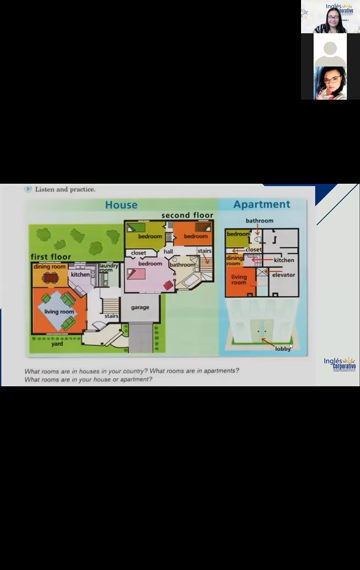 Inglés
Corporative
Listen and practice.
House
Apartment
second floor
bathroom
bedroom
bedroom
bedroom
closet
hall
stairs
closet
first floor
bedroom
bathroom
dining room
kitchen
laundry
room
dining
room
kitchen
living
room
elevator
living room
garage
stairs
yard
lobby
What rooms are in houses in your country? What rooms are in apartments?
What rooms are in your house or apartment?
Inglés
Corporative